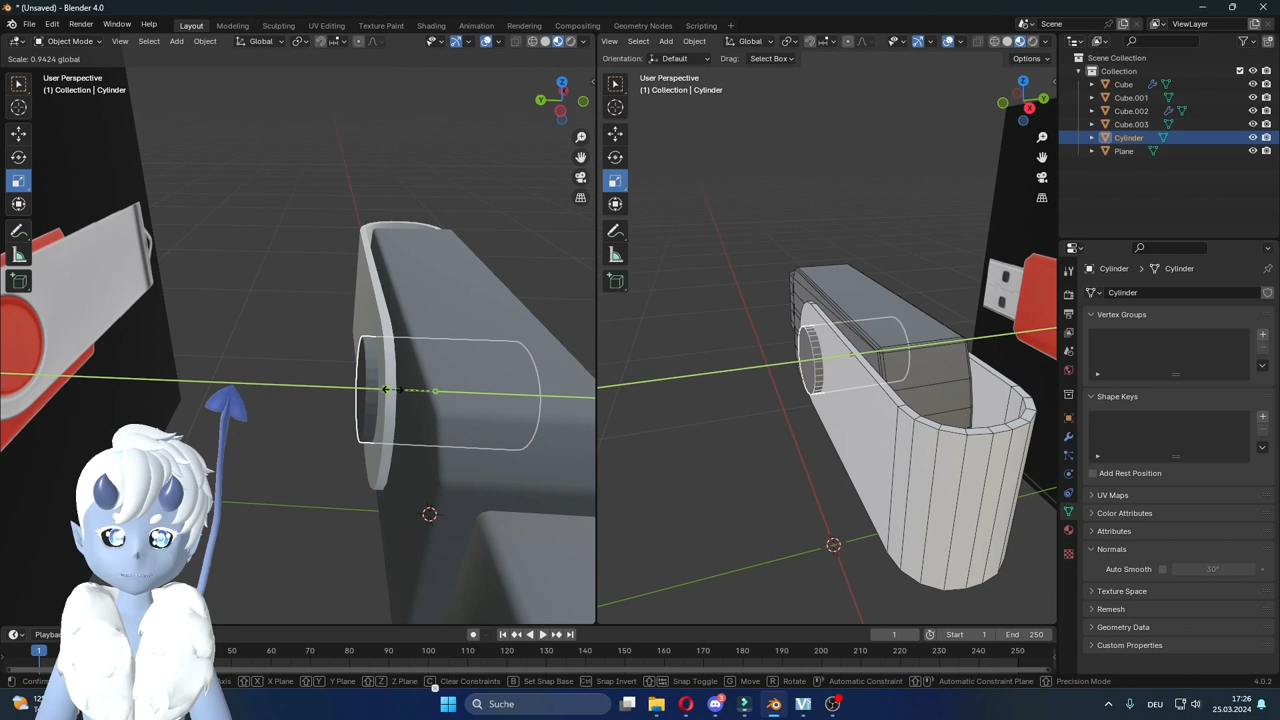 * (Unsaved) - Blender 4.0
File Edit Render Window Help
Layout Modeling Sculpting UV Editing Texture Paint Shading Animation Rendering Compositing Geometry Nodes Scripting +
Scene
ViewLayer
Object Mode View Select Add Object Global
View Select Add Object Global
Scale: 0.9424 global
Orientation: Default Drag: Select Box Options
User Perspective
(1) Collection | Cylinder
User Perspective
(1) Collection | Cylinder
Z
Y
Z
Y
X
Scene Collection
Collection
Cube
Cube.001
Cube.002
Cube.003
Cylinder
Plane
Cylinder > Cylinder
Cylinder
Vertex Groups
Shape Keys
Add Rest Position
UV Maps
Color Attributes
Attributes
Normals
Auto Smooth 30°
Texture Space
Remesh
Geometry Data
Custom Properties
Playba
1 Start 1 End 250
1 50 60 70 80 90 100 110 120 130 140 150 160 170 180 190 200 210 220 230 240 250
Confirm axis X X Plane Y Y Plane Z Z Plane C Clear Constraints B Set Snap Base Ctrl Snap Invert Snap Toggle G Move R Rotate Automatic Constraint Automatic Constraint Plane Precision Mode 4.0.2
Suche
DEU
17:26
25.03.2024